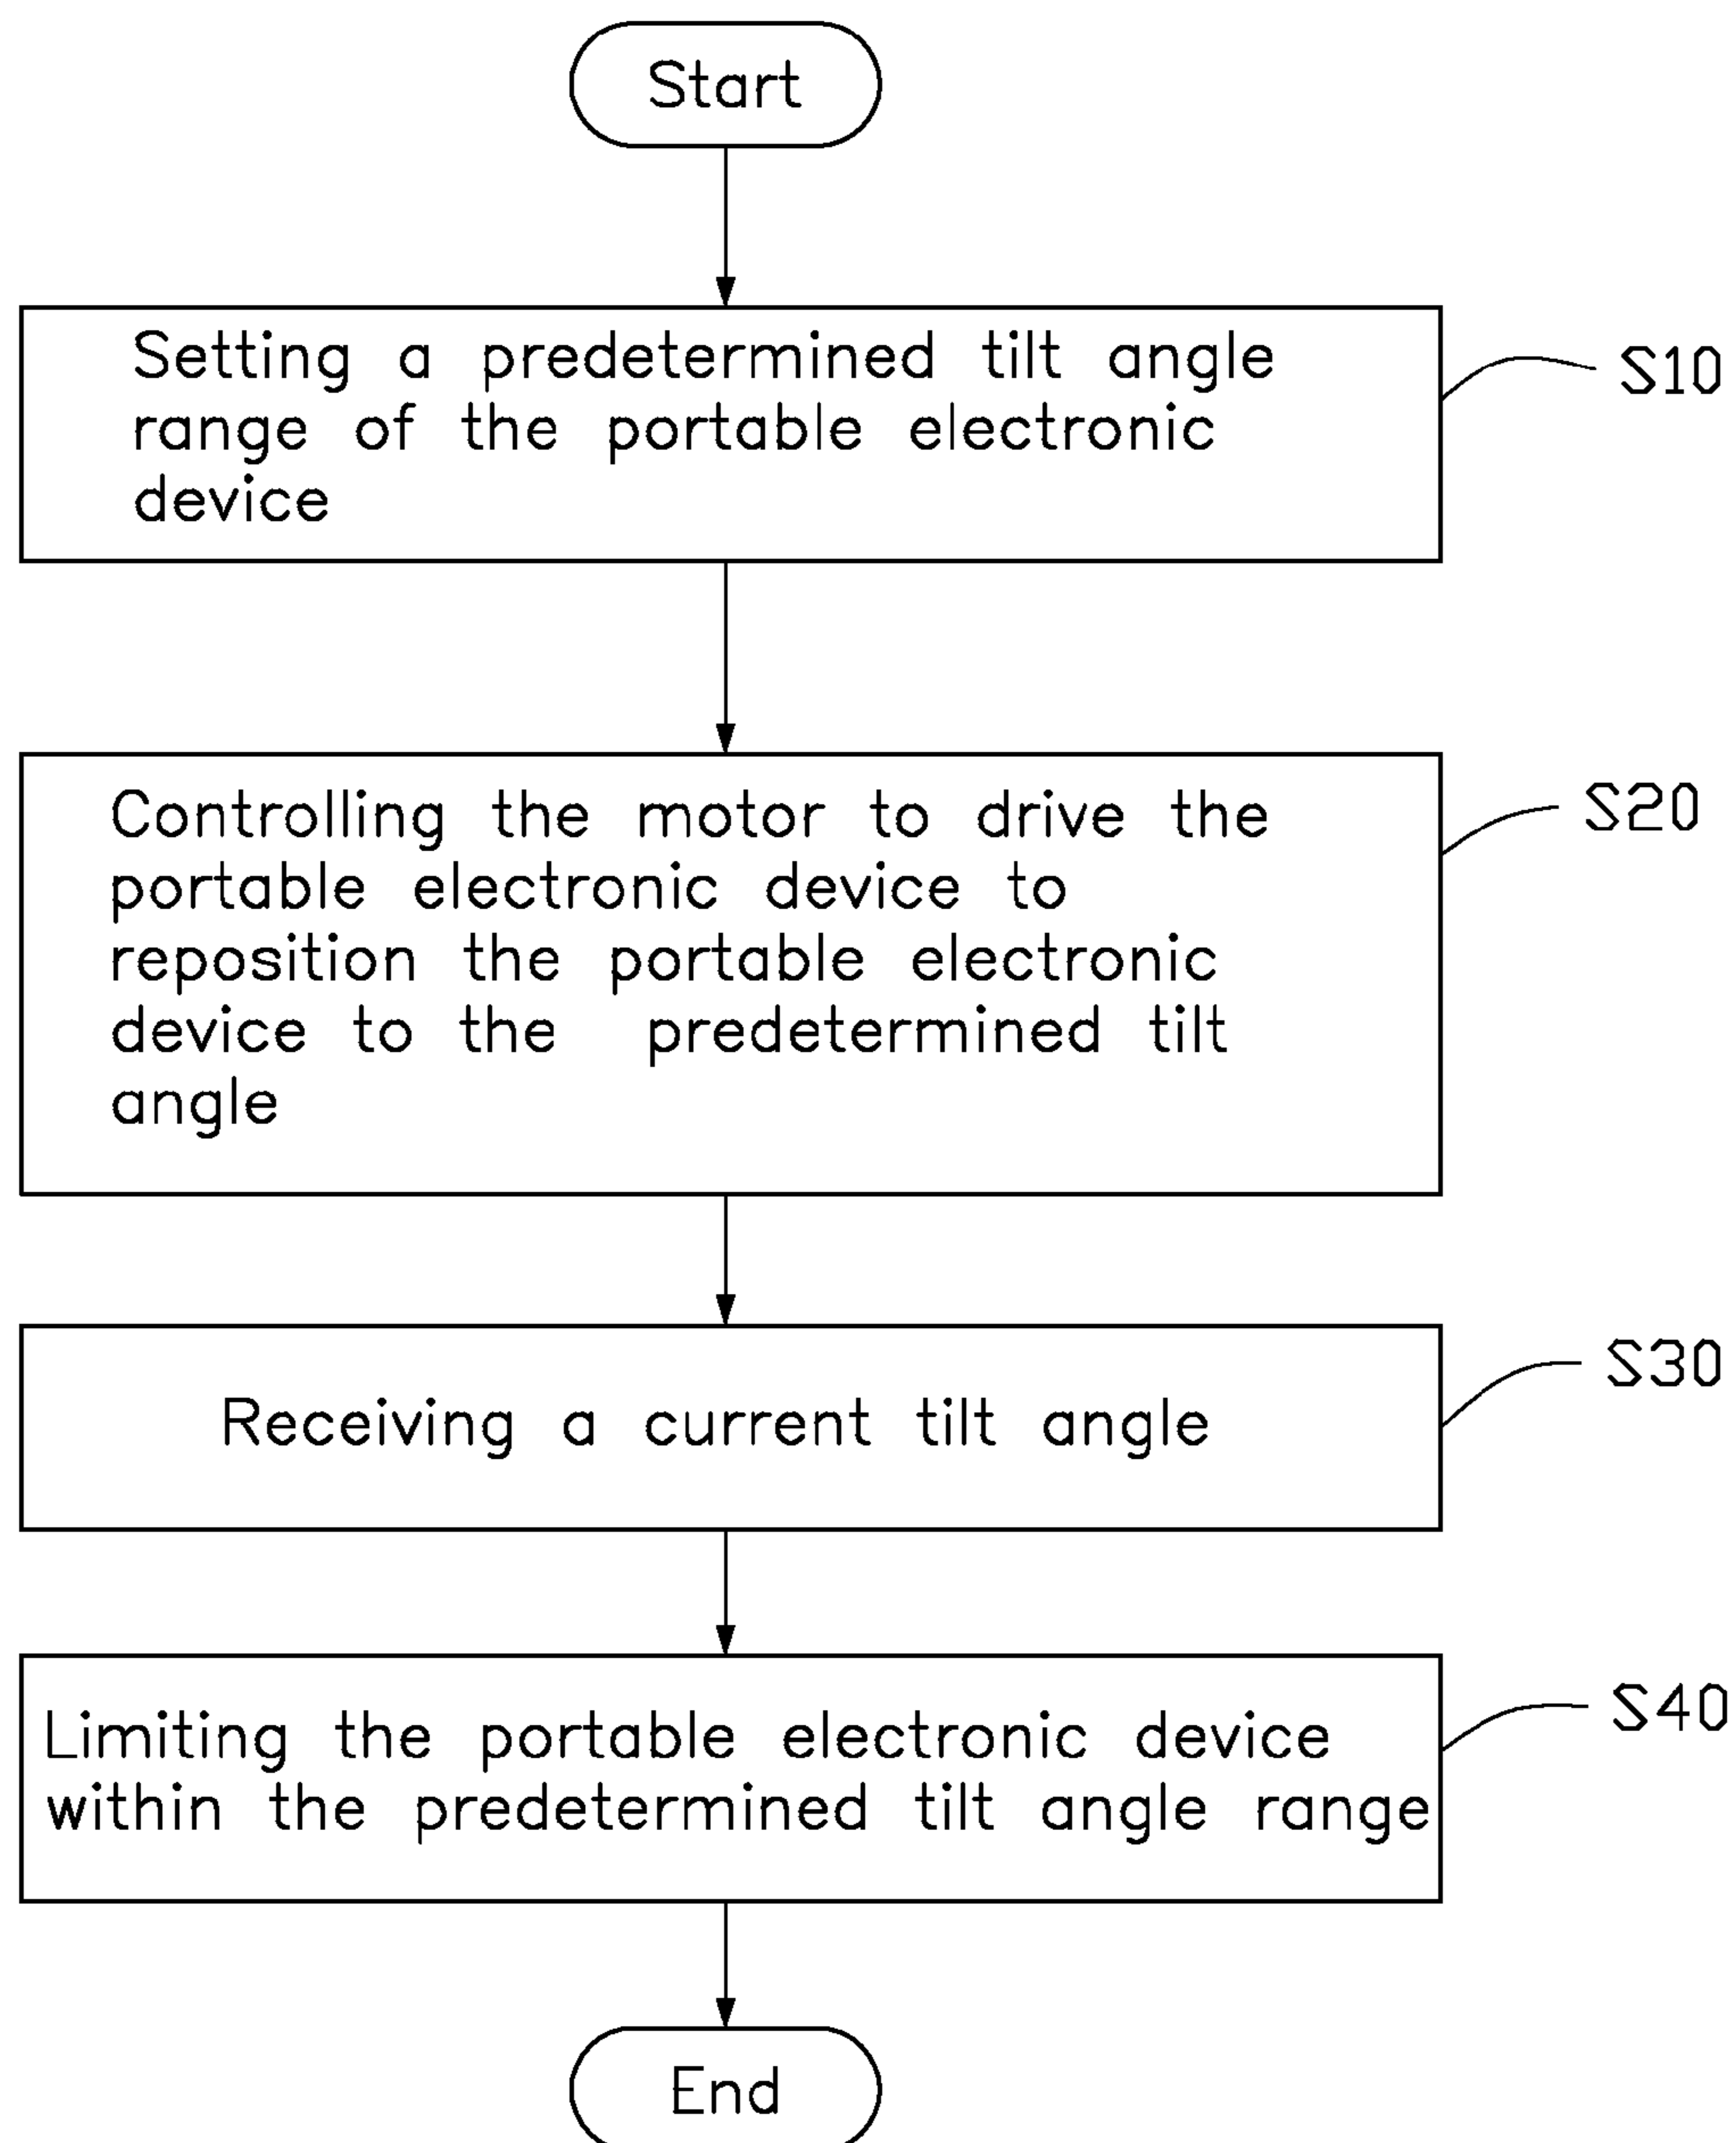 Start
Setting a predetermined tilt angle
range of the portable electronic
device
S10
Controlling the motor to drive the
portable electronic device to
reposition the portable electronic
device to the predetermined tilt
angle
S20
Receiving a current tilt angle
S30
Limiting the portable electronic device
within the predetermined tilt angle range
S40
End